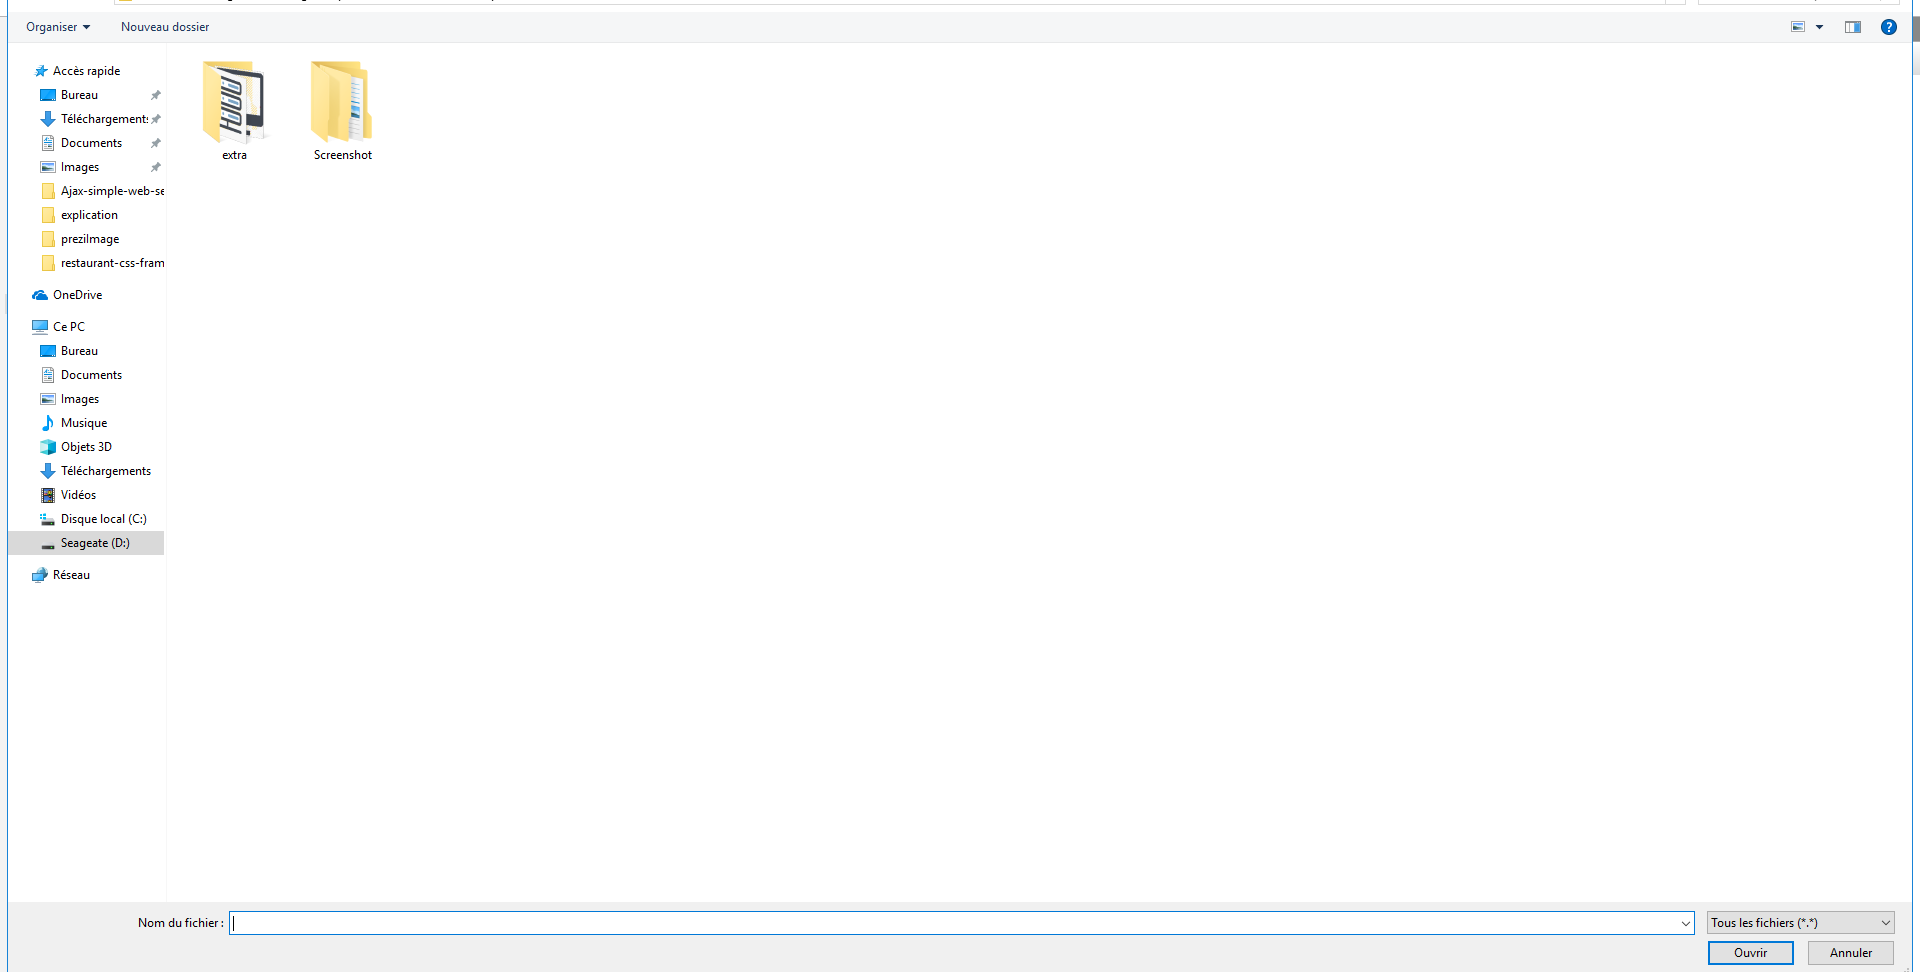 Organiser
Nouveau dossier
Accès rapide
Bureau
Téléchargements
Documents
Images
Ajax-simple-web-se
explication
preziImage
restaurant-css-fram
OneDrive
Ce PC
Bureau
Documents
Images
Musique
Objets 3D
Téléchargements
Vidéos
Disque local (C:)
Seageate (D:)
Réseau
extra
Screenshot
Nom du fichier :
Tous les fichiers (*.*)
Ouvrir
Annuler